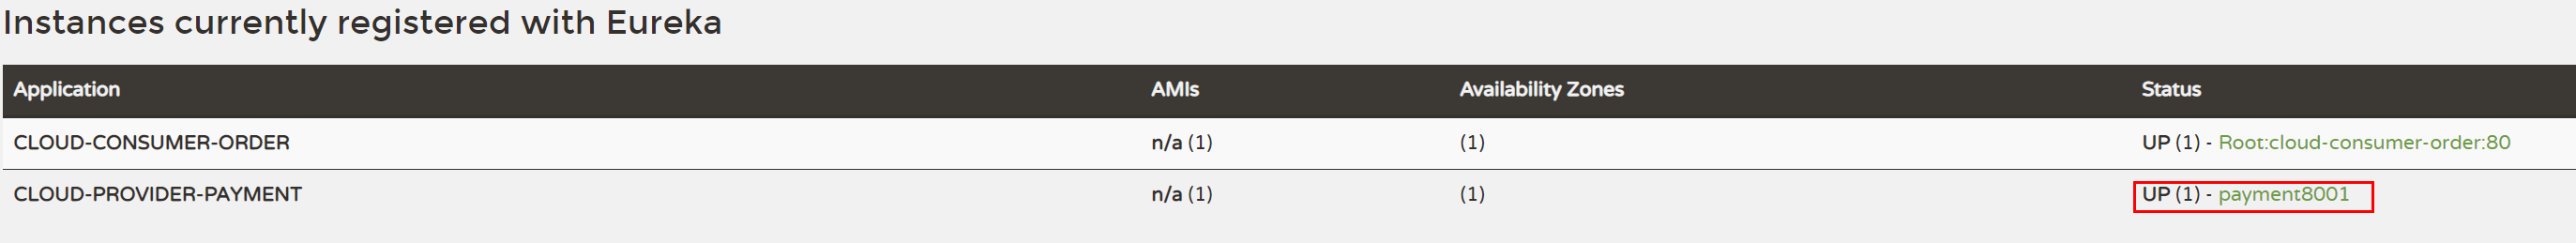 Instances currently registered with Eureka
Application AMIs Availability Zones Status
CLOUD-CONSUMER-ORDER n/a (1) (1) UP (1) - Root:cloud-consumer-order:80
CLOUD-PROVIDER-PAYMENT n/a (1) (1) UP (1) - payment8001